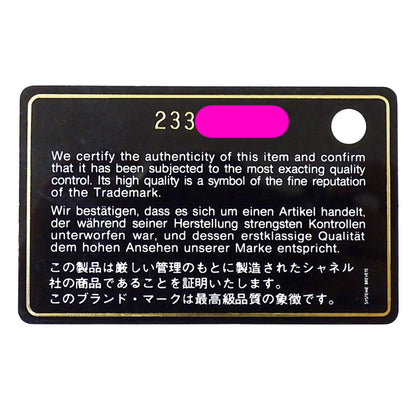 233
We certify the authenticity of this item and confirm
that it has been subjected to the most exacting quality
control. Its high quality is a symbol of the fine reputation
of the Trademark.
Wir bestätigen, dass es sich um einen Artikel handelt,
der während seiner Herstellung strengsten Kontrollen
unterworfen war, und dessen erstklassige Qualität
dem hohen Ansehen unserer Marke entspricht.
この製品は厳しい管理のもとに製造されたシャネル
社の商品であることを証明いたします。
このブランド・マークは最高級品質の象徴です。
SYSTEME BREVETE